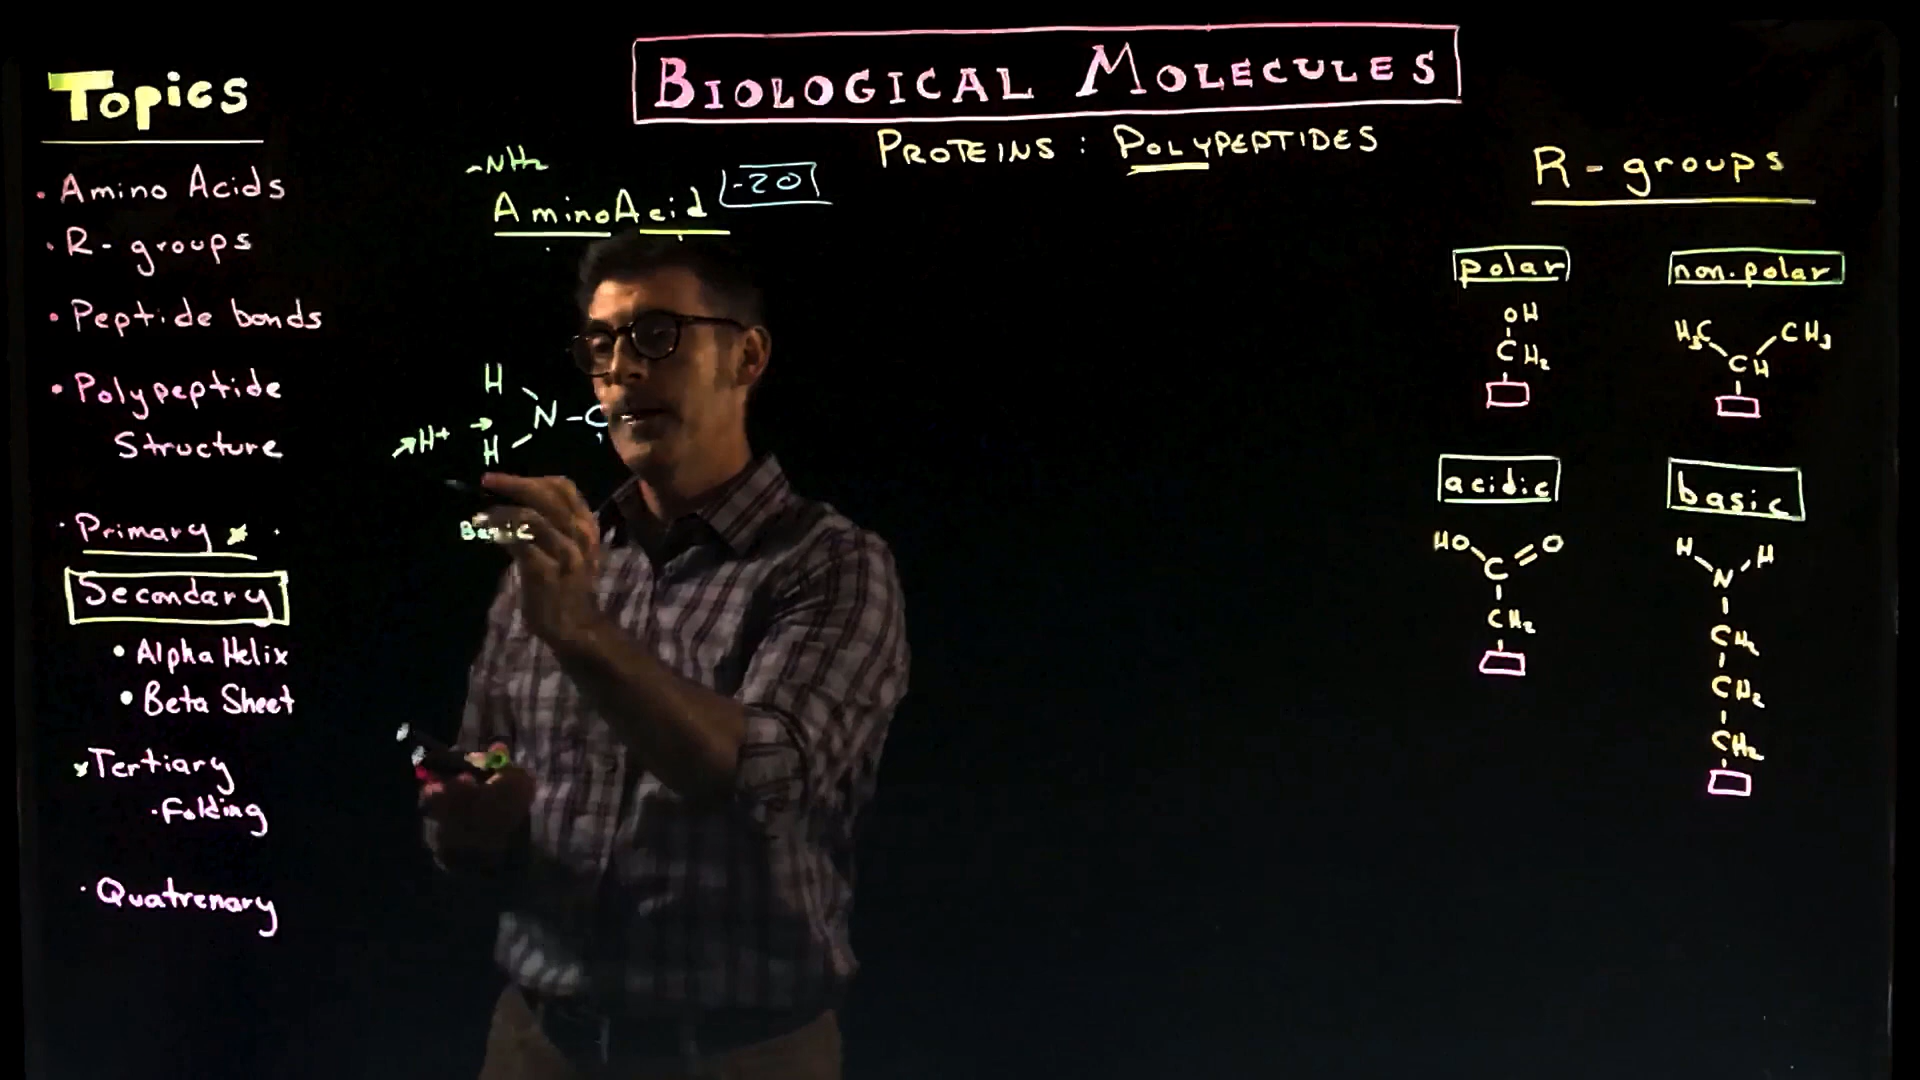 BIOLOGICAL MOLECULES
PROTEINS : POLYPEPTIDES
Topics
• Amino Acids
• R-groups
• Peptide bonds
• Polypeptide
Structure
• Primary
Secondary
• Alpha Helix
• Beta Sheet
Tertiary
• Folding
• Quatrenary
-NH2
Amino Acid -20
H
N-C
H+ → H
Basic
R-groups
polar
OH
CH2
non-polar
H3C CH3
CH
acidic
HO O
C
CH2
basic
H H
N
CH2
CH2
CH2